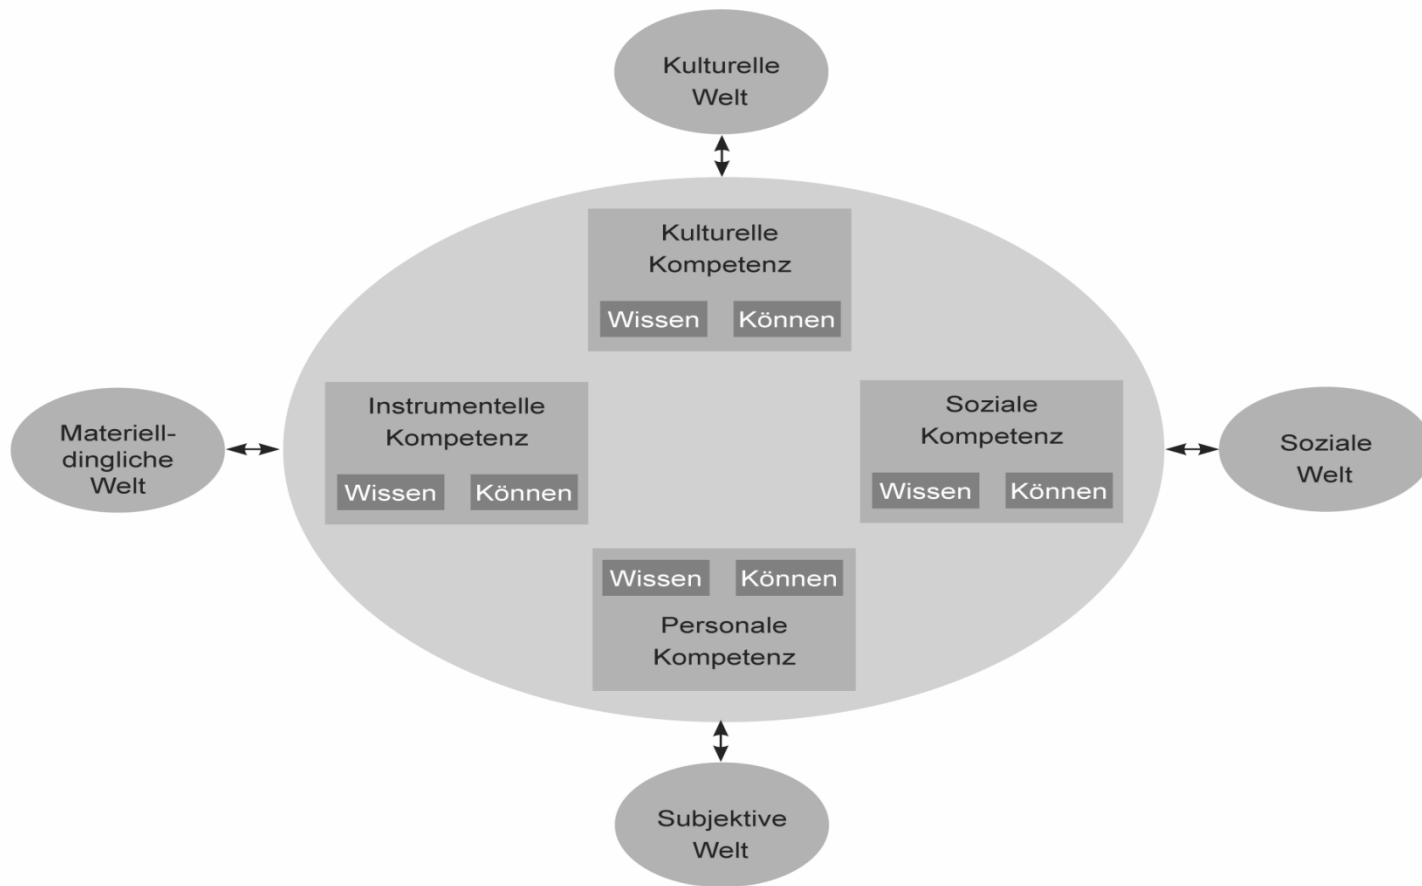 Kulturelle
Welt
Kulturelle
Kompetenz
Wissen Können
Instrumentelle
Kompetenz
Wissen Können
Soziale
Kompetenz
Wissen Können
Materiell-
dingliche
Welt
Soziale
Welt
Wissen Können
Personale
Kompetenz
Subjektive
Welt